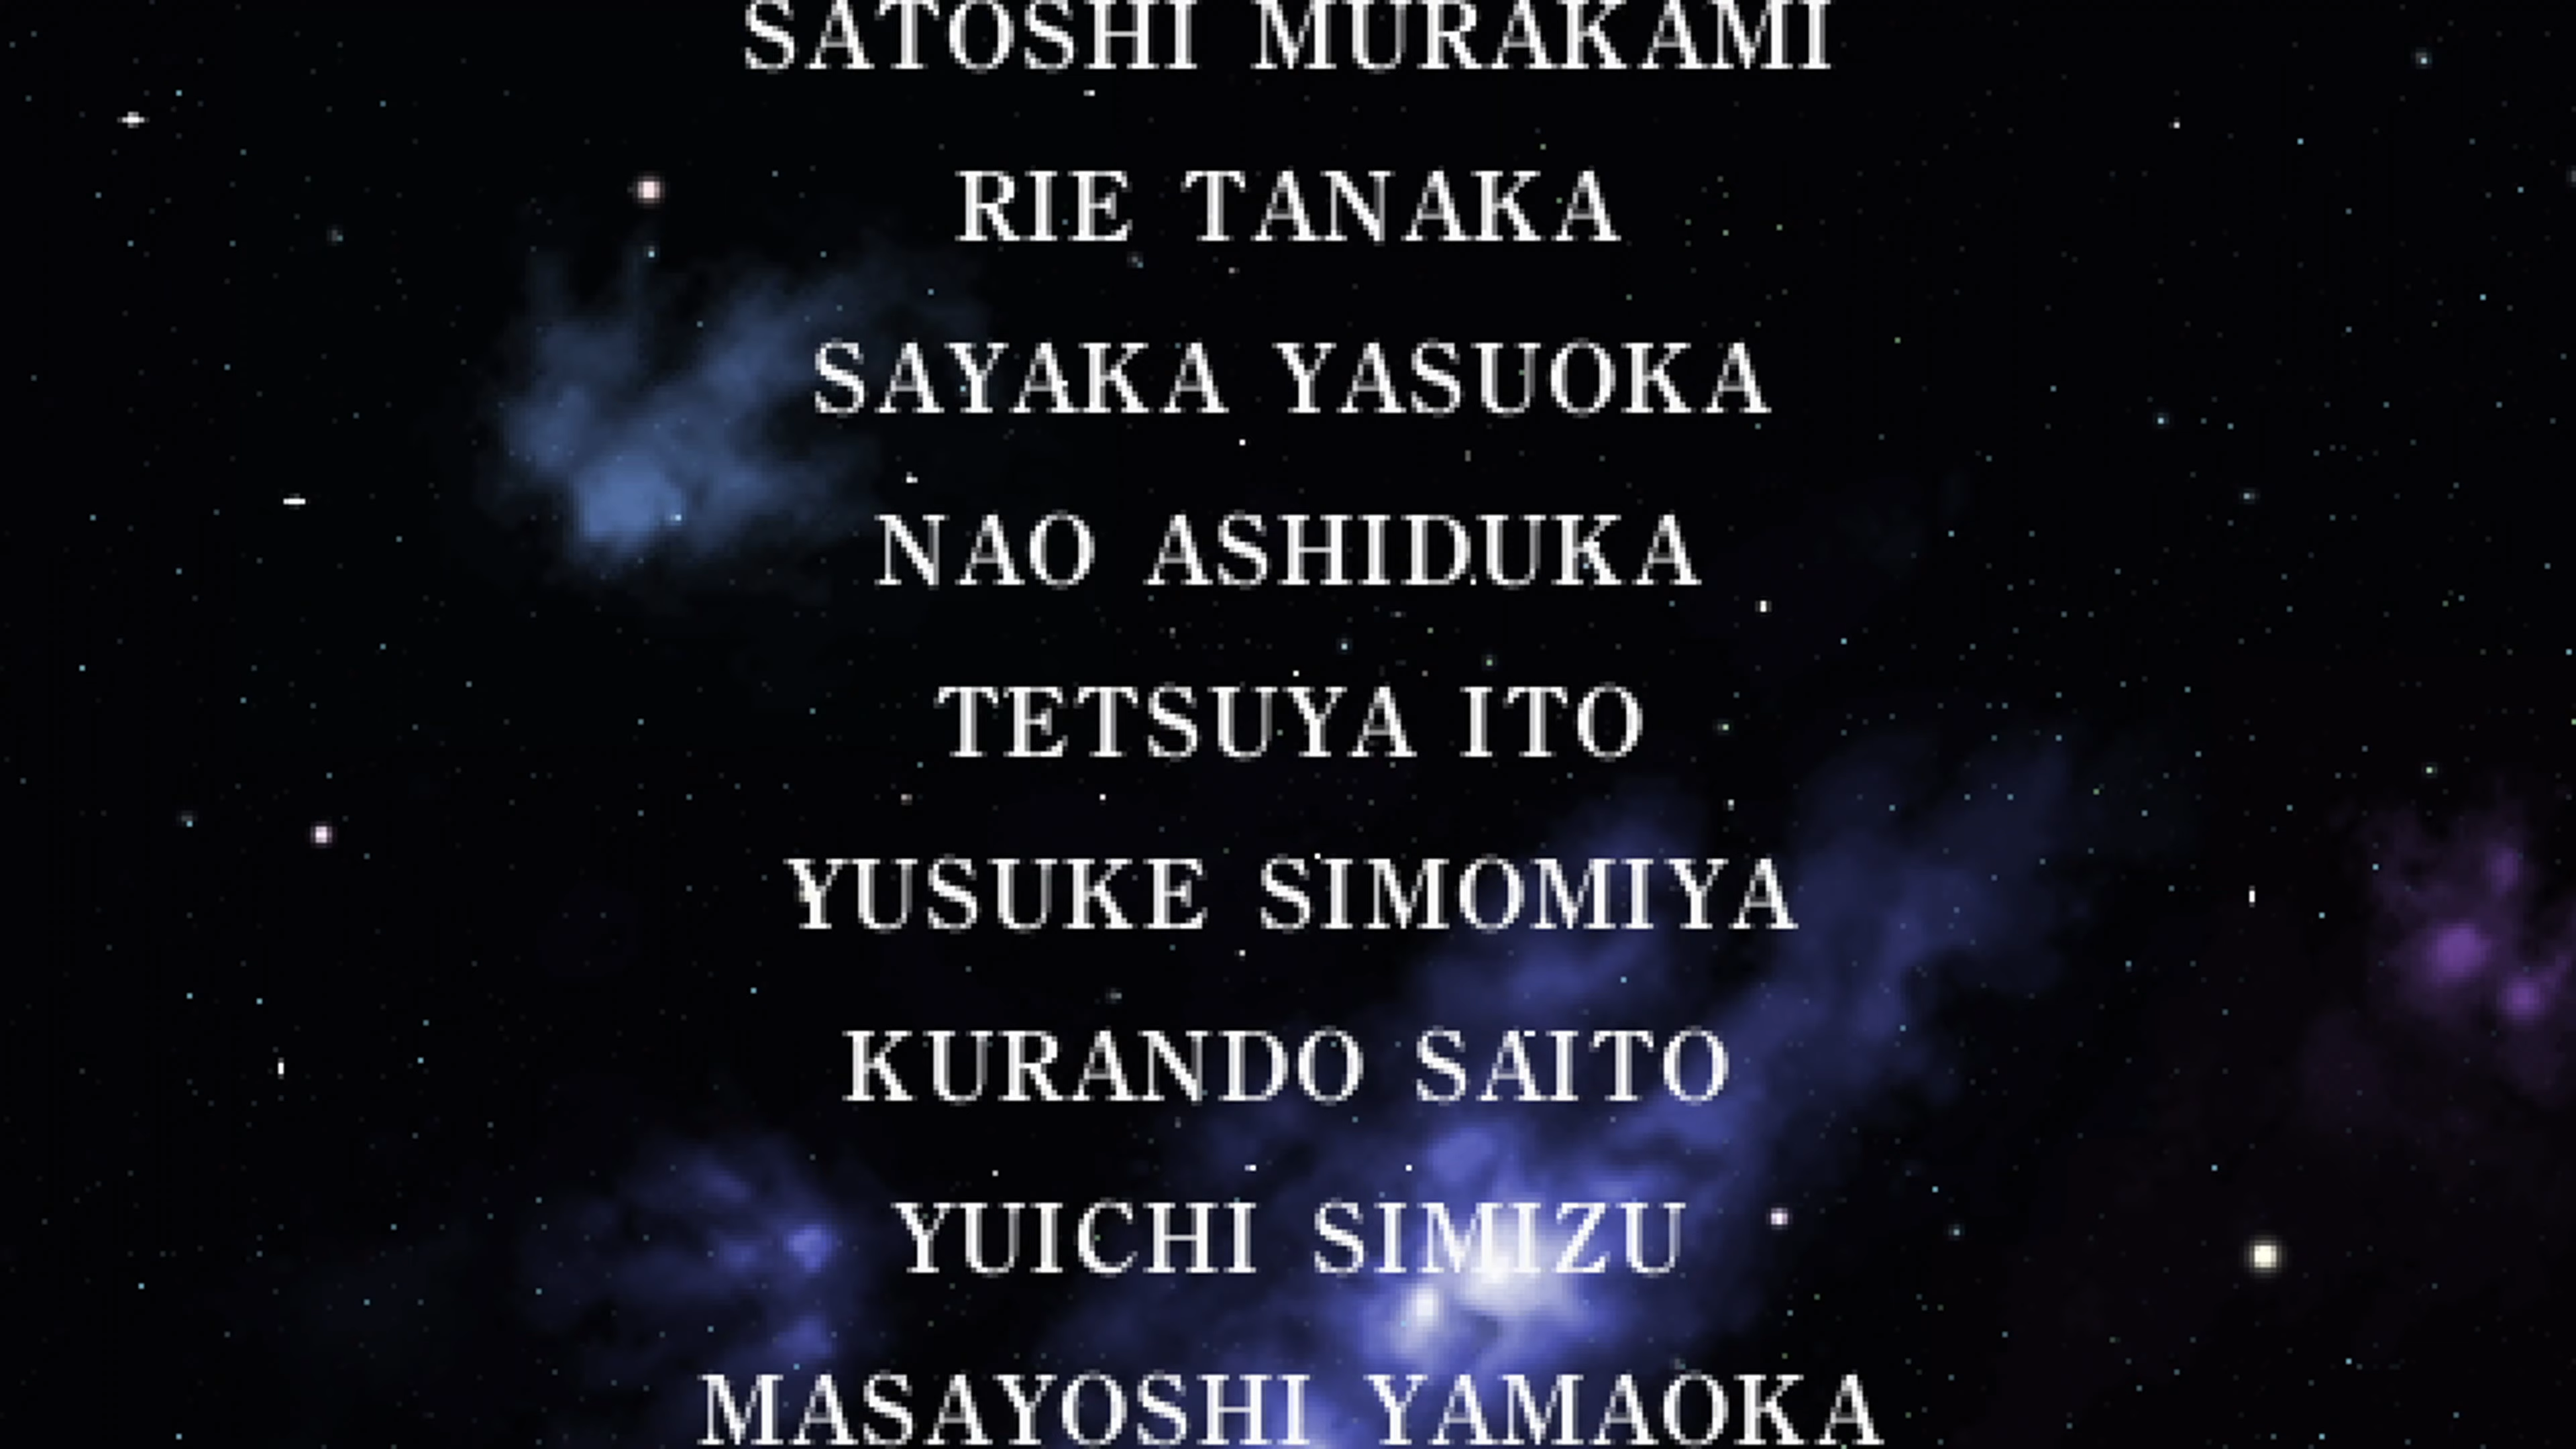 SATOSHI MURAKAMI
RIE TANAKA
SAYAKA YASUOKA
NAO ASHIDUKA
TETSUYA ITO
YUSUKE SIMOMIYA
KURANDO SAITO
YUICHI SIMIZU
MASAYOSHI YAMAOKA